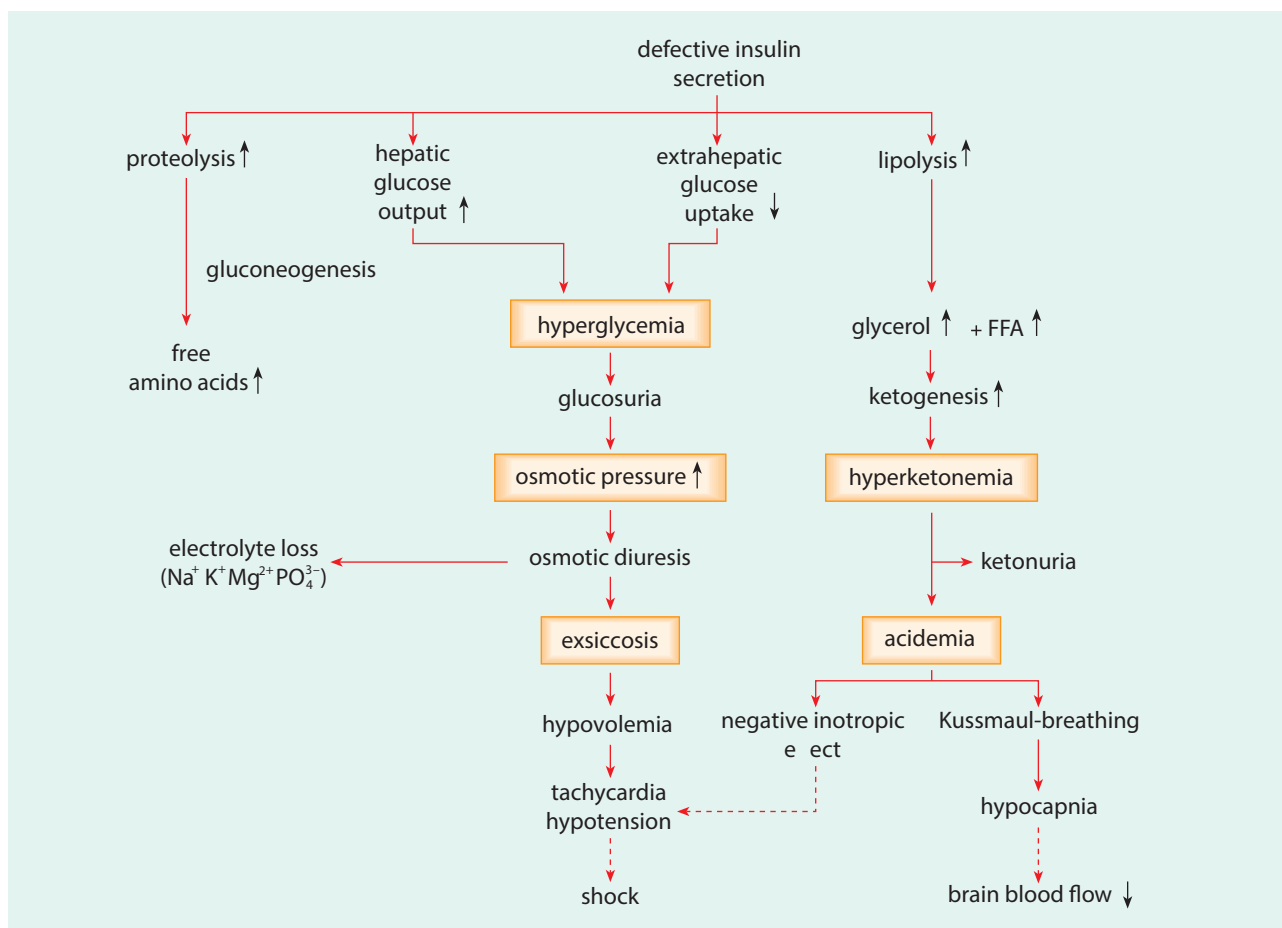 defective insulin
secretion
proteolysis ↑
hepatic
glucose
output ↑
extrahepatic
glucose
uptake ↓
lipolysis ↑
gluconeogenesis
hyperglycemia
glycerol ↑ + FFA ↑
free
amino acids ↑
glucosuria
ketogenesis ↑
osmotic pressure ↑
hyperketonemia
electrolyte loss
(Na⁺ K⁺ Mg²⁺ PO₄³⁻)
osmotic diuresis
ketonuria
exsiccosis
acidemia
hypovolemia
negative inotropic
e ect
Kussmaul-breathing
tachycardia
hypotension
hypocapnia
shock
brain blood flow ↓